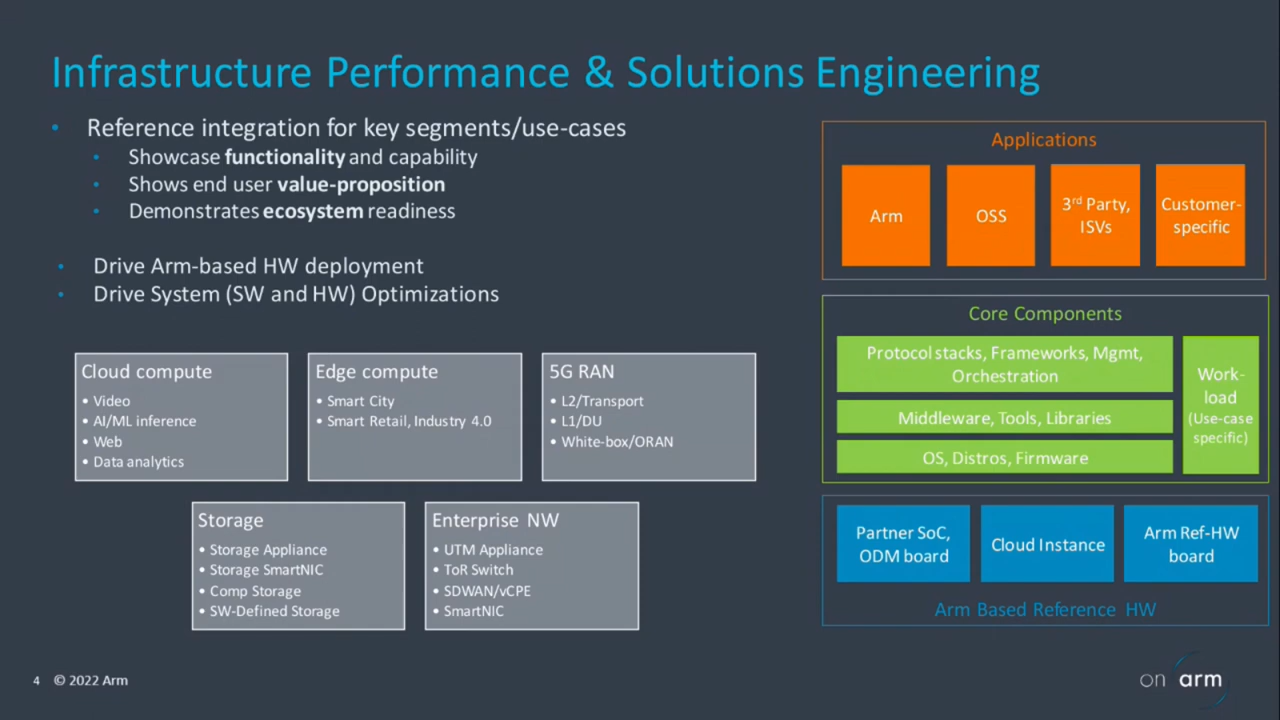 Infrastructure Performance & Solutions Engineering
• Reference integration for key segments/use-cases
• Showcase functionality and capability
• Shows end user value-proposition
• Demonstrates ecosystem readiness
• Drive Arm-based HW deployment
• Drive System (SW and HW) Optimizations
Cloud compute
• Video
• AI/ML inference
• Web
• Data analytics
Edge compute
• Smart City
• Smart Retail, Industry 4.0
5G RAN
• L2/Transport
• L1/DU
• White-box/ORAN
Storage
• Storage Appliance
• Storage SmartNIC
• Comp Storage
• SW-Defined Storage
Enterprise NW
• UTM Appliance
• ToR Switch
• SDWAN/vCPE
• SmartNIC
Applications
Arm
OSS
3rd Party,
ISVs
Customer-
specific
Core Components
Protocol stacks, Frameworks, Mgmt,
Orchestration
Middleware, Tools, Libraries
OS, Distros, Firmware
Work-
load
(Use-case
specific)
Partner SoC,
ODM board
Cloud Instance
Arm Ref-HW
board
Arm Based Reference HW
4 © 2022 Arm
on arm